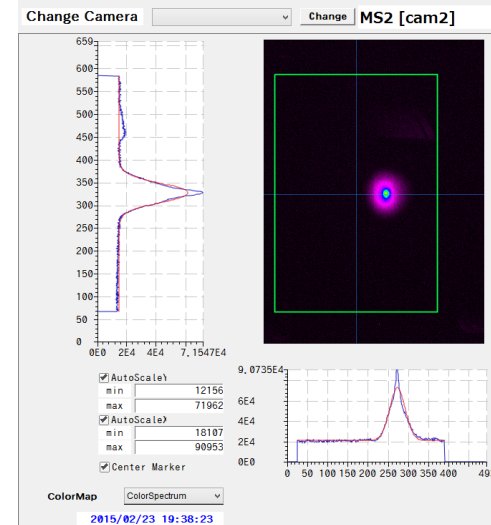 Change Camera Change MS2 [cam2]
659
600
550
500
450
400
350
300
250
200
150
100
50
0
0E0 2E4 4E4 7.1547E4
AutoScale
min 12156
max 71962
AutoScale
min 18107
max 90953
Center Marker
ColorMap ColorSpectrum
2015/02/23 19:38:23
9.0735E4
6E4
4E4
2E4
0E0
0 50 100 150 200 250 300 350 400